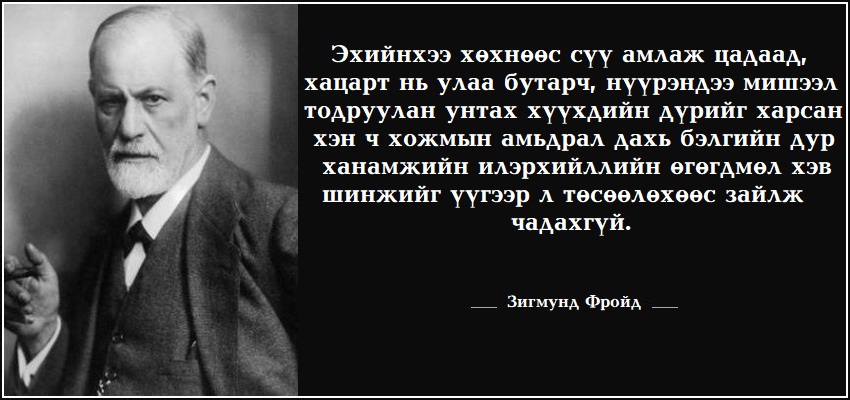 Эхийнхээ хөхнөөс сүү амлаж цадаад,
хацарт нь улаа бутарч, нүүрэндээ мишээл
тодруулан унтах хүүхдийн дүрийг харсан
хэн ч хожмын амьдрал дахь бэлгийн дур
ханамжийн илэрхийллийн өгөгдмөл хэв
шинжийг үүгээр л төсөөлөхөөс зайлж
чадахгүй.
Зигмунд Фройд